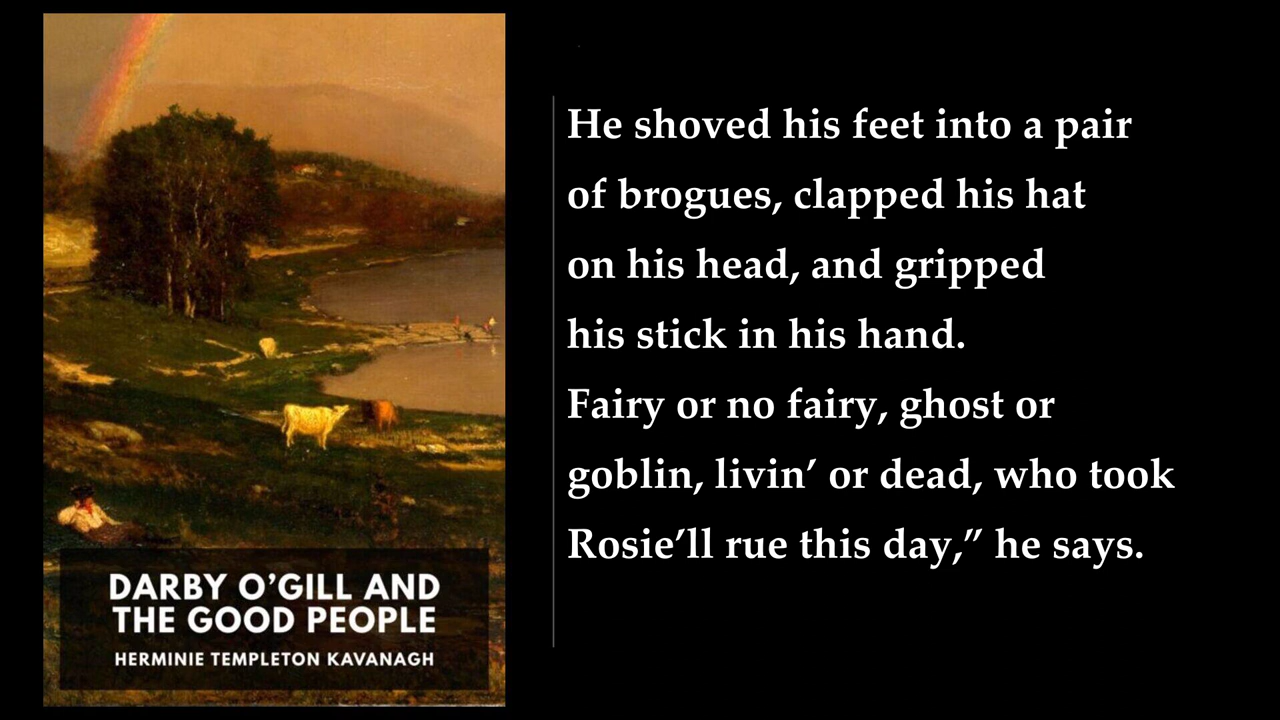 DARBY O’GILL AND
THE GOOD PEOPLE
HERMINIE TEMPLETON KAVANAGH
He shoved his feet into a pair
of brogues, clapped his hat
on his head, and gripped
his stick in his hand.
Fairy or no fairy, ghost or
goblin, livin’ or dead, who took
Rosie’ll rue this day,” he says.